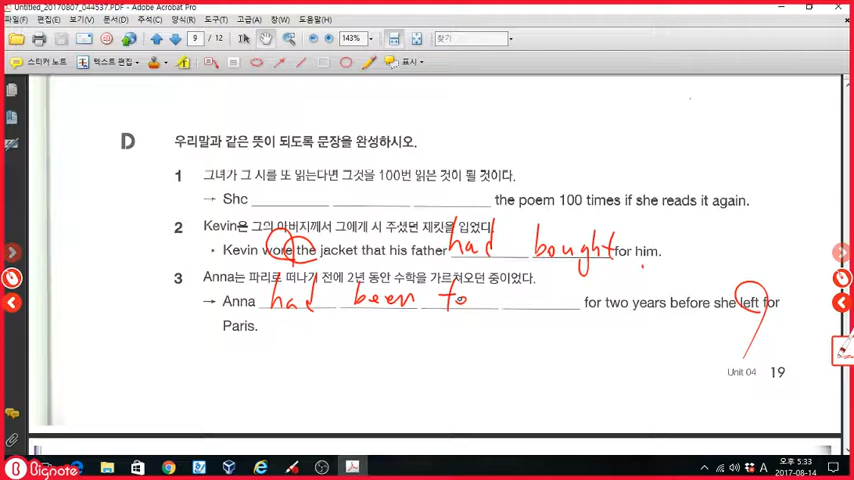 Untitled_20170807_044537.PDF - Adobe Acrobat Pro
파일(F) 편집(E) 보기(V) 문서(D) 주석(C) 양식(R) 도구(T) 고급(A) 창(W) 도움말(H)
9 / 12 143% 찾기
스티커 노트 텍스트 편집 표시
D 우리말과 같은 뜻이 되도록 문장을 완성하시오.
1 그녀가 그 시를 또 읽는다면 그것을 100번 읽은 것이 될 것이다.
→ She the poem 100 times if she reads it again.
2 Kevin은 그의 아버지께서 그에게 사 주셨던 재킷을 입었다.
Kevin wore the jacket that his father had bought for him.
3 Anna는 파리로 떠나기 전에 2년 동안 수학을 가르쳐오던 중이었다.
→ Anna had been for two years before she left for
Paris.
Unit 04 19
Bignote
A 오후 5:33
2017-08-14